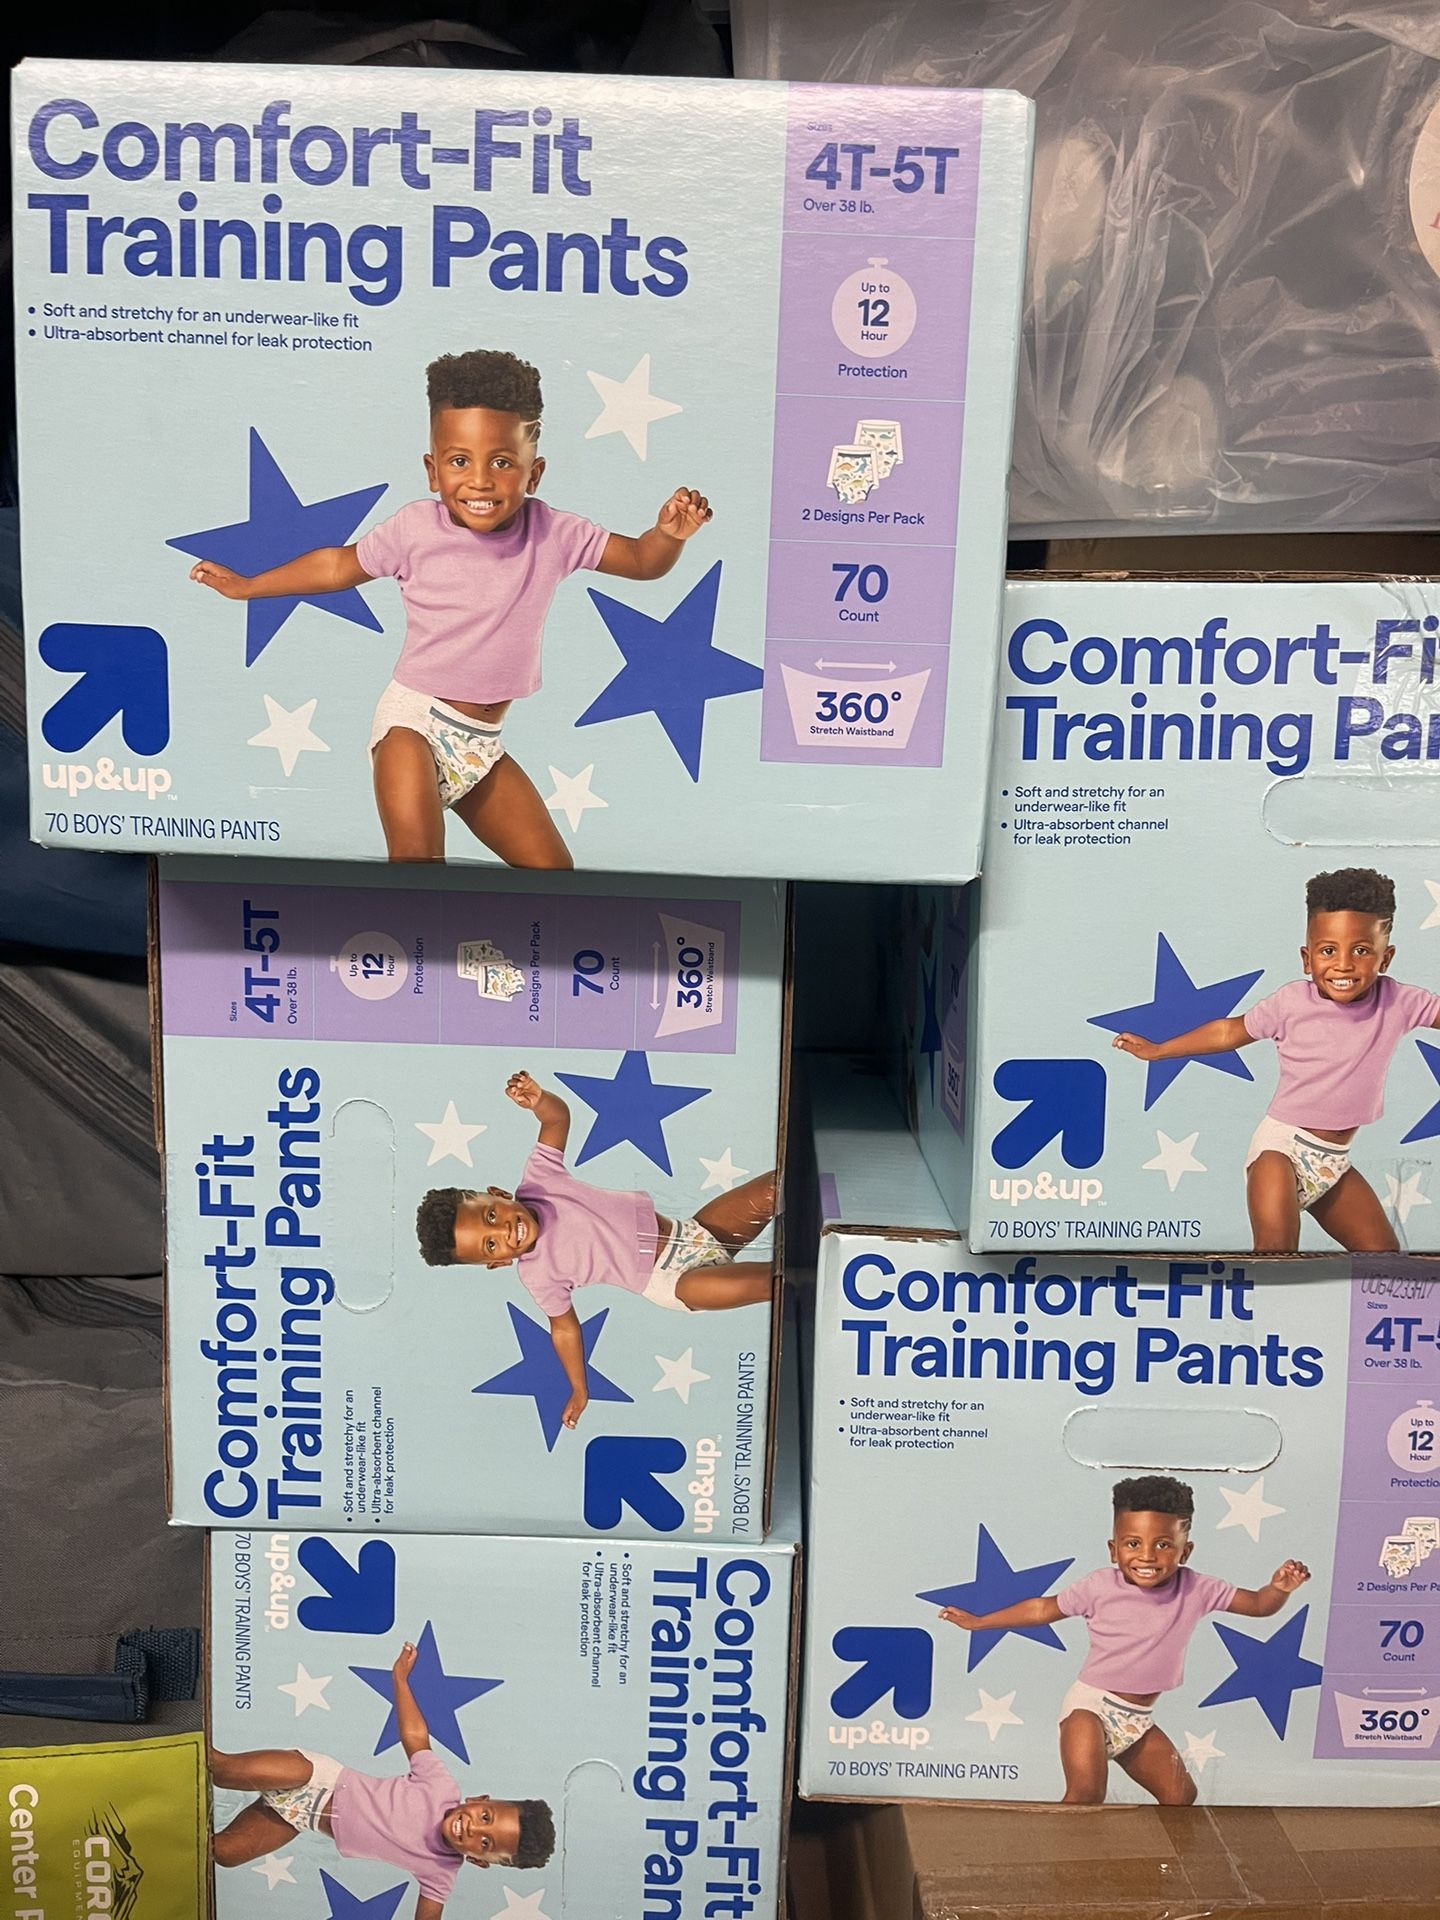 Comfort-Fit
Training Pants
• Soft and stretchy for an underwear-like fit
• Ultra-absorbent channel for leak protection
Sizes
4T-5T
Over 38 lb.
Up to
12
Hour
Protection
2 Designs Per Pack
70
Count
360°
Stretch Waistband
up&up™
70 BOYS' TRAINING PANTS
Comfort-Fi
Training Pa
• Soft and stretchy for an
underwear-like fit
• Ultra-absorbent channel
for leak protection
up&up™
70 BOYS' TRAINING PANTS
Sizes
4T-5T
Over 38 lb.
Up to
12
Hour
Protection
2 Designs Per Pack
70
Count
360°
Stretch Waistband
Comfort-Fit
Training Pants
• Soft and stretchy for an
underwear-like fit
• Ultra-absorbent channel
for leak protection
up&up™
70 BOYS' TRAINING PANTS
Comfort-Fit
Training Pants
• Soft and stretchy for an
underwear-like fit
• Ultra-absorbent channel
for leak protection
Sizes
4T-5
Over 38 lb.
Up to
12
Hour
Protectio
2 Designs Per Pa
70
Count
360°
Stretch Waistband
up&up
70 BOYS' TRAINING PANTS
Comfort-Fit
Training Pan
• Soft and stretchy for an
underwear-like fit
• Ultra-absorbent channel
for leak protection
up&up™
70 BOYS' TRAINING PANTS
Center